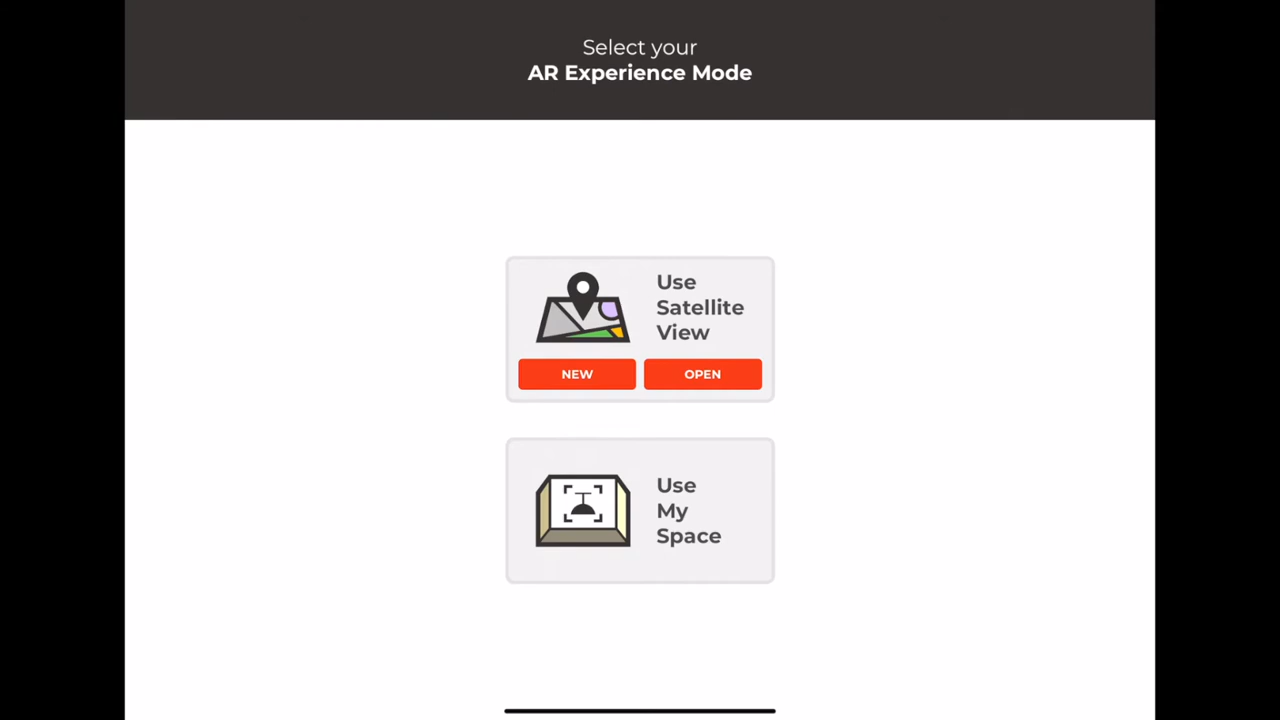 Select your
AR Experience Mode
Use
Satellite
View
NEW OPEN
Use
My
Space